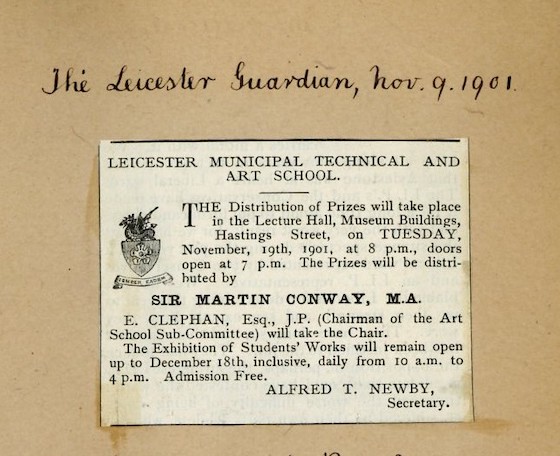 The Leicester Guardian, Nov. 9. 1901.
LEICESTER MUNICIPAL TECHNICAL AND
ART SCHOOL.
THE Distribution of Prizes will take place
in the Lecture Hall, Museum Buildings,
Hastings Street, on TUESDAY,
November, 19th, 1901, at 8 p.m., doors
open at 7 p.m. The Prizes will be distri-
buted by
SEMPER EADEM
SIR MARTIN CONWAY, M.A.
E. CLEPHAN, Esq., J.P. (Chairman of the Art
School Sub-Committee) will take the Chair.
The Exhibition of Students' Works will remain open
up to December 18th, inclusive, daily from 10 a.m. to
4 p.m. Admission Free.
ALFRED T. NEWBY,
Secretary.